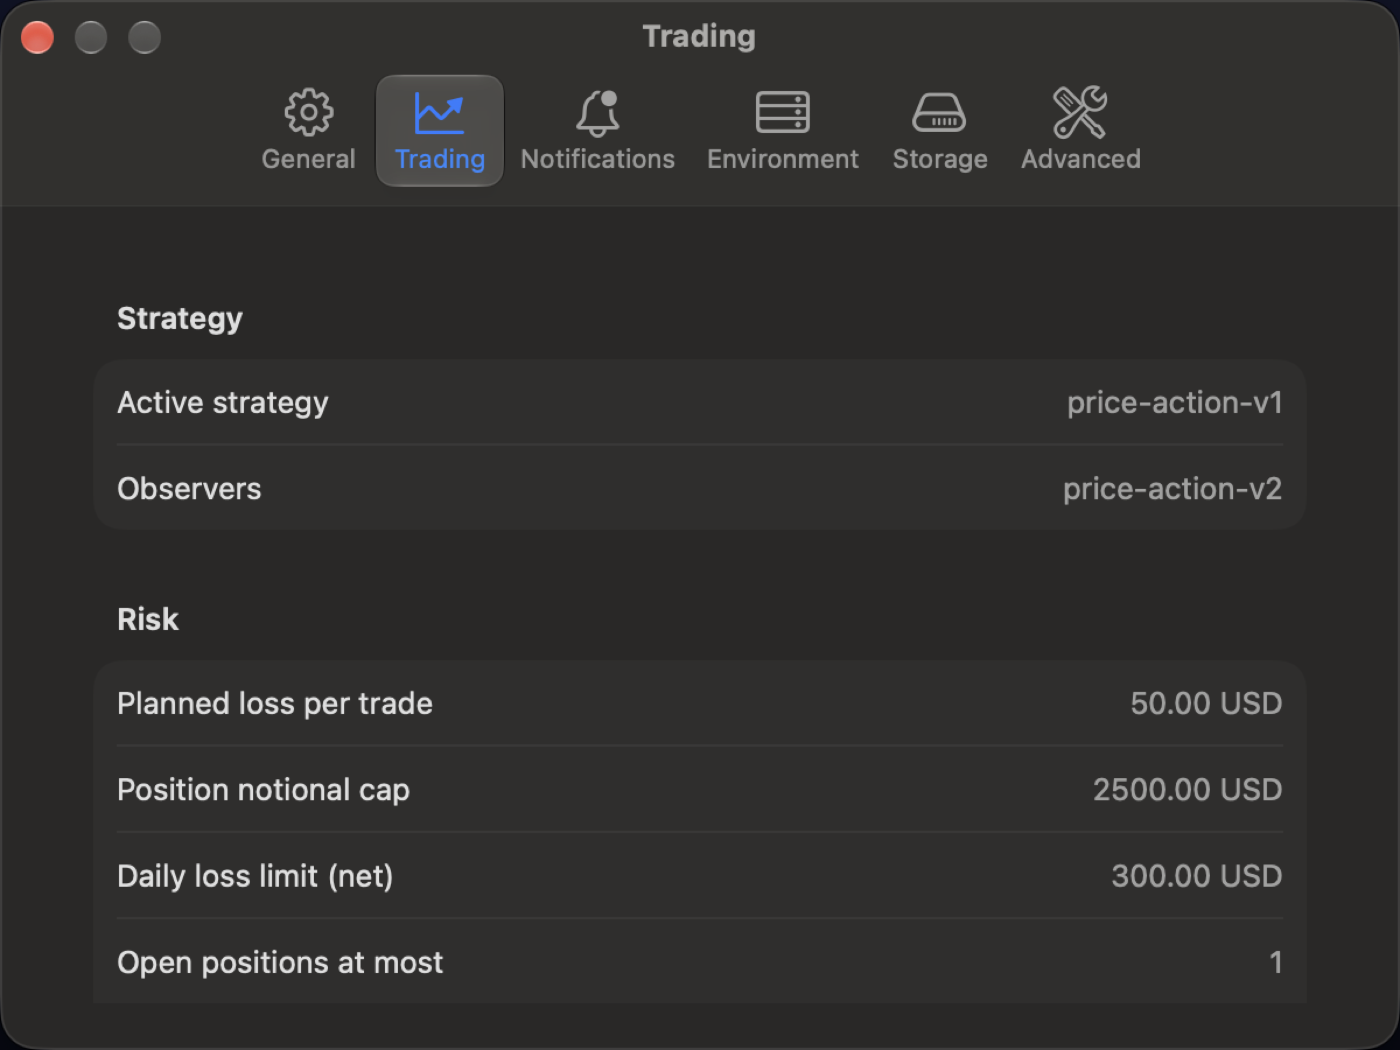 Trading
General
Trading
Notifications
Environment
Storage
Advanced
Strategy
Active strategy price-action-v1
Observers price-action-v2
Risk
Planned loss per trade 50.00 USD
Position notional cap 2500.00 USD
Daily loss limit (net) 300.00 USD
Open positions at most 1